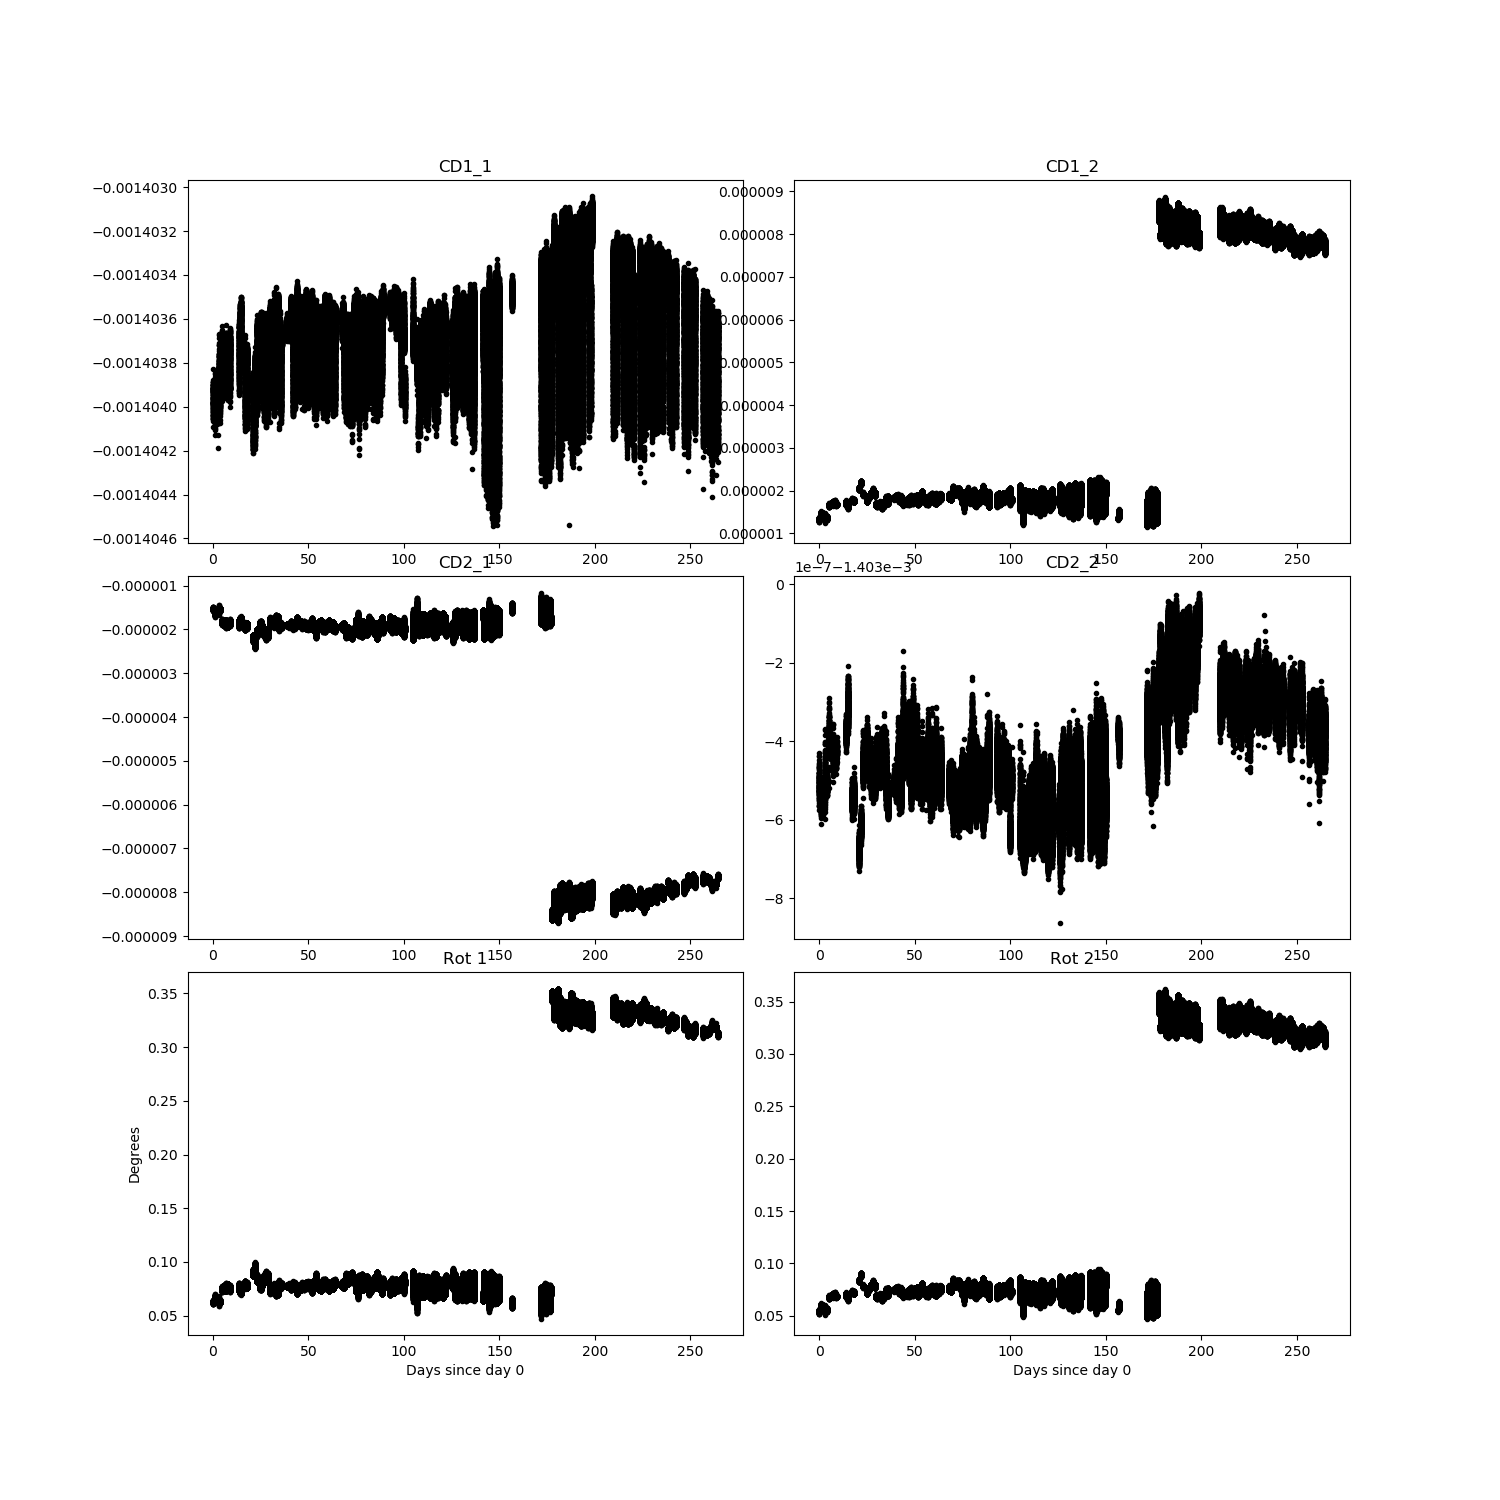 CD1_1
−0.0014030
−0.0014032
−0.0014034
−0.0014036
−0.0014038
−0.0014040
−0.0014042
−0.0014044
−0.0014046
0 50 100 150 200 250
CD1_2
0.000009
0.000008
0.000007
0.000006
0.000005
0.000004
0.000003
0.000002
0.000001
0 50 100 150 200 250
CD2_1
−0.000001
−0.000002
−0.000003
−0.000004
−0.000005
−0.000006
−0.000007
−0.000008
−0.000009
0 50 100 150 200 250
CD2_2
1e−7−1.403e−3
0
−2
−4
−6
−8
0 50 100 150 200 250
Rot 1
0.35
0.30
0.25
0.20
0.15
0.10
0.05
Degrees
0 50 100 150 200 250
Days since day 0
Rot 2
0.35
0.30
0.25
0.20
0.15
0.10
0.05
0 50 100 150 200 250
Days since day 0